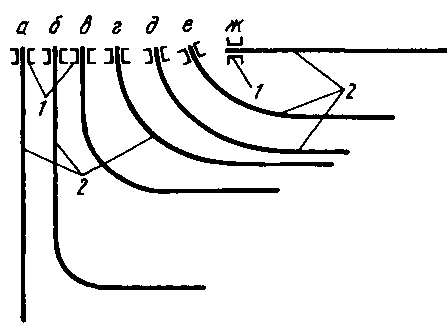 а б в г д е ж
1 1 2
2